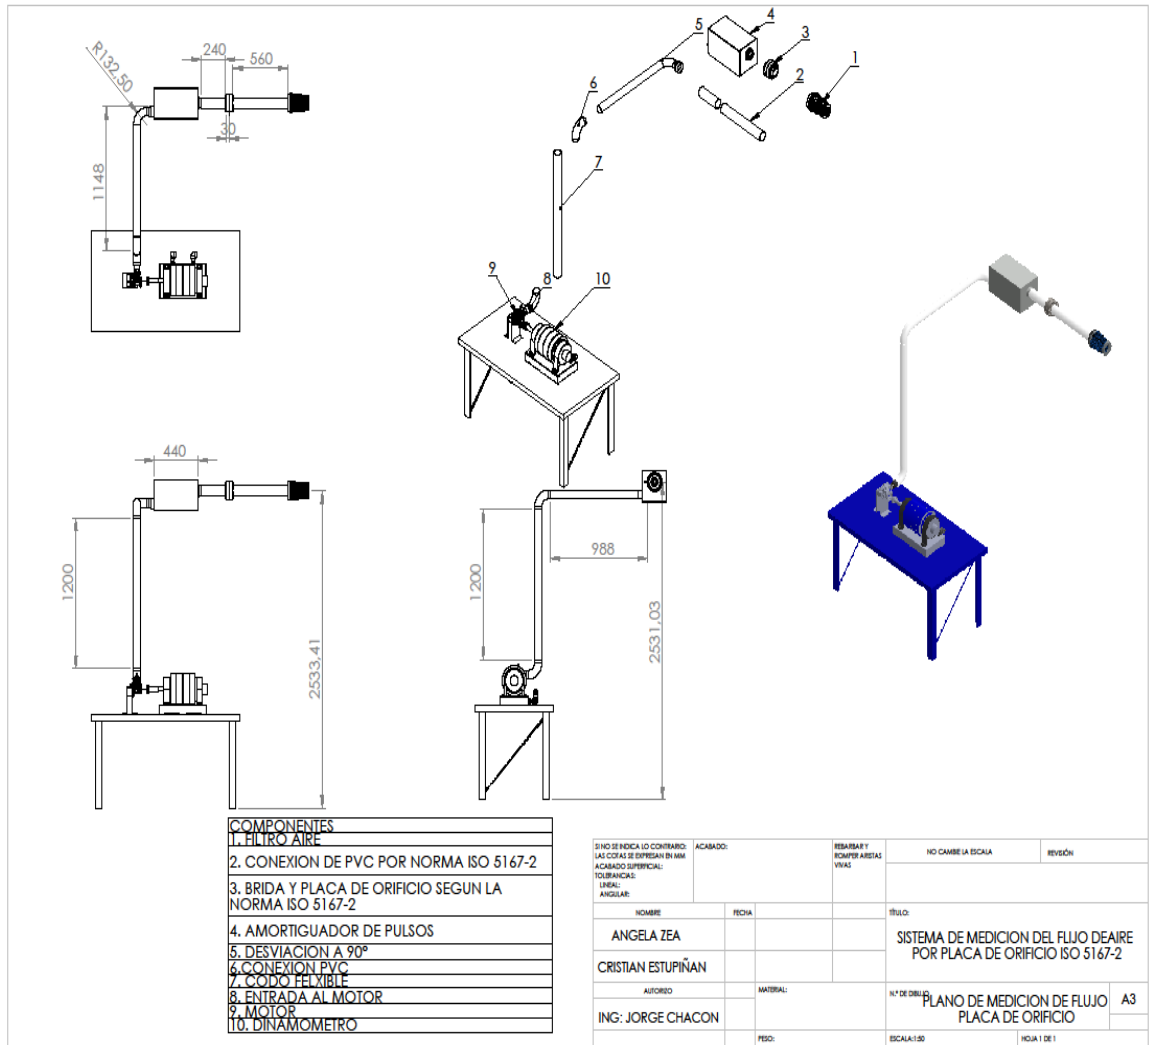 R132,50
240
560
30
1148
5
4
3
1
2
6
7
9
8
10
440
1200
2533,41
988
1200
2531,03
COMPONENTES
1. FILTRO AIRE
2. CONEXION DE PVC POR NORMA ISO 5167-2
3. BRIDA Y PLACA DE ORIFICIO SEGUN LA
NORMA ISO 5167-2
4. AMORTIGUADOR DE PULSOS
5. DESVIACION A 90°
6.CONEXION PVC
7. CODO FELXIBLE
8. ENTRADA AL MOTOR
9. MOTOR
10. DINAMOMETRO
SI NO SE INDICA LO CONTRARIO:
LAS COTAS SE EXPRESAN EN MM
ACABADO SUPERFICIAL:
TOLERANCIAS:
LINEAL:
ANGULAR:
ACABADO:
REBARBAR Y
ROMPER ARISTAS
VIVAS
NO CAMBIE LA ESCALA
REVISIÓN
NOMBRE
FECHA
TÍTULO:
ANGELA ZEA
SISTEMA DE MEDICION DEL FLIJO DEAIRE
POR PLACA DE ORIFICIO ISO 5167-2
CRISTIAN ESTUPIÑAN
AUTORIZO
MATERIAL:
N.º DE DIBUJO
PLANO DE MEDICION DE FLUJO
PLACA DE ORIFICIO
A3
ING: JORGE CHACON
PESO:
ESCALA:1:50
HOJA 1 DE 1